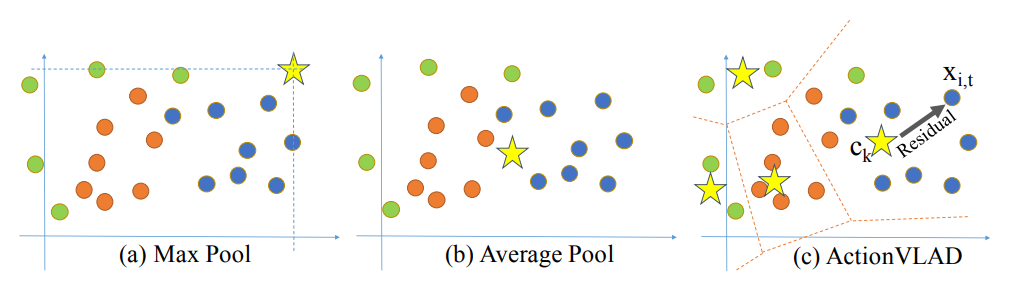 x_{i,t}
c_k
Residual
(a) Max Pool
(b) Average Pool
(c) ActionVLAD